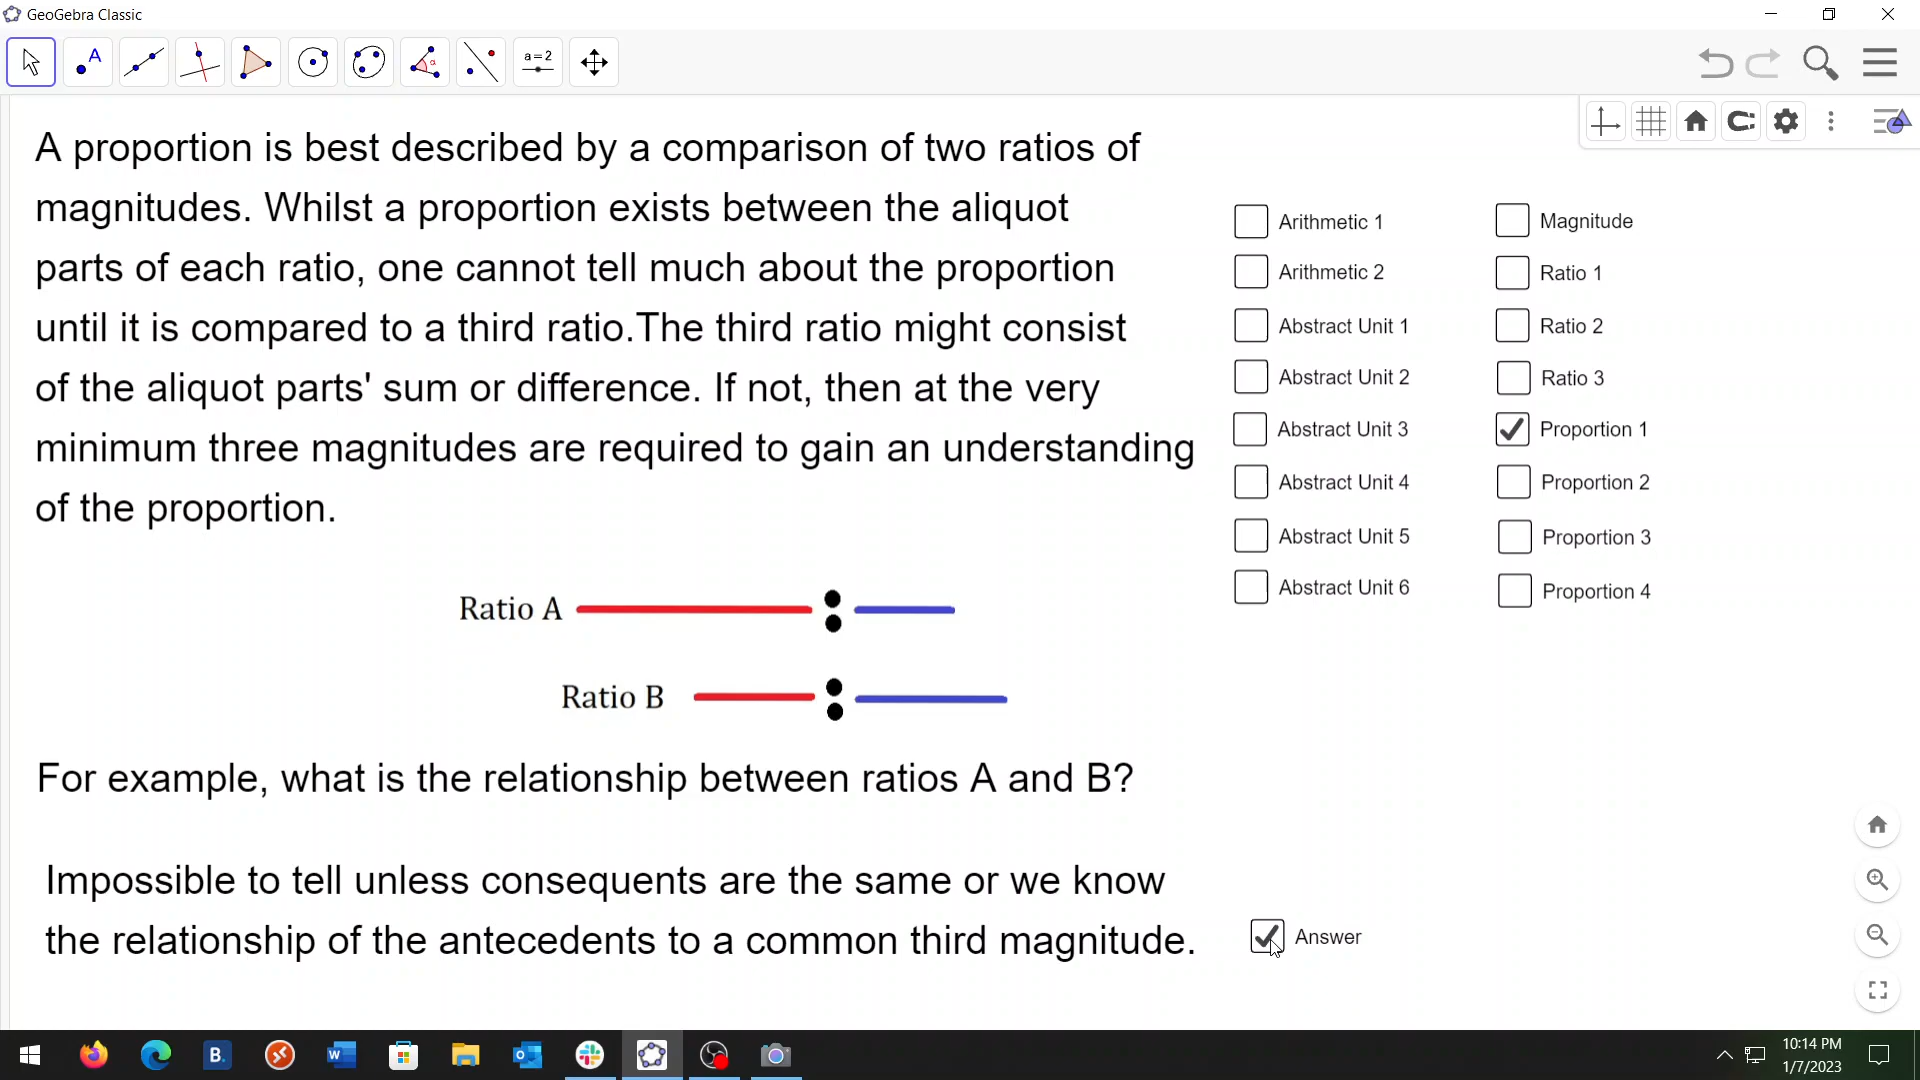 GeoGebra Classic
A
α
a=2
A proportion is best described by a comparison of two ratios of
magnitudes. Whilst a proportion exists between the aliquot
parts of each ratio, one cannot tell much about the proportion
until it is compared to a third ratio.The third ratio might consist
of the aliquot parts' sum or difference. If not, then at the very
minimum three magnitudes are required to gain an understanding
of the proportion.
Ratio A :
Ratio B :
For example, what is the relationship between ratios A and B?
Impossible to tell unless consequents are the same or we know
the relationship of the antecedents to a common third magnitude.
Arithmetic 1
Arithmetic 2
Abstract Unit 1
Abstract Unit 2
Abstract Unit 3
Abstract Unit 4
Abstract Unit 5
Abstract Unit 6
Magnitude
Ratio 1
Ratio 2
Ratio 3
Proportion 1
Proportion 2
Proportion 3
Proportion 4
Answer
B.
W
10:14 PM
1/7/2023